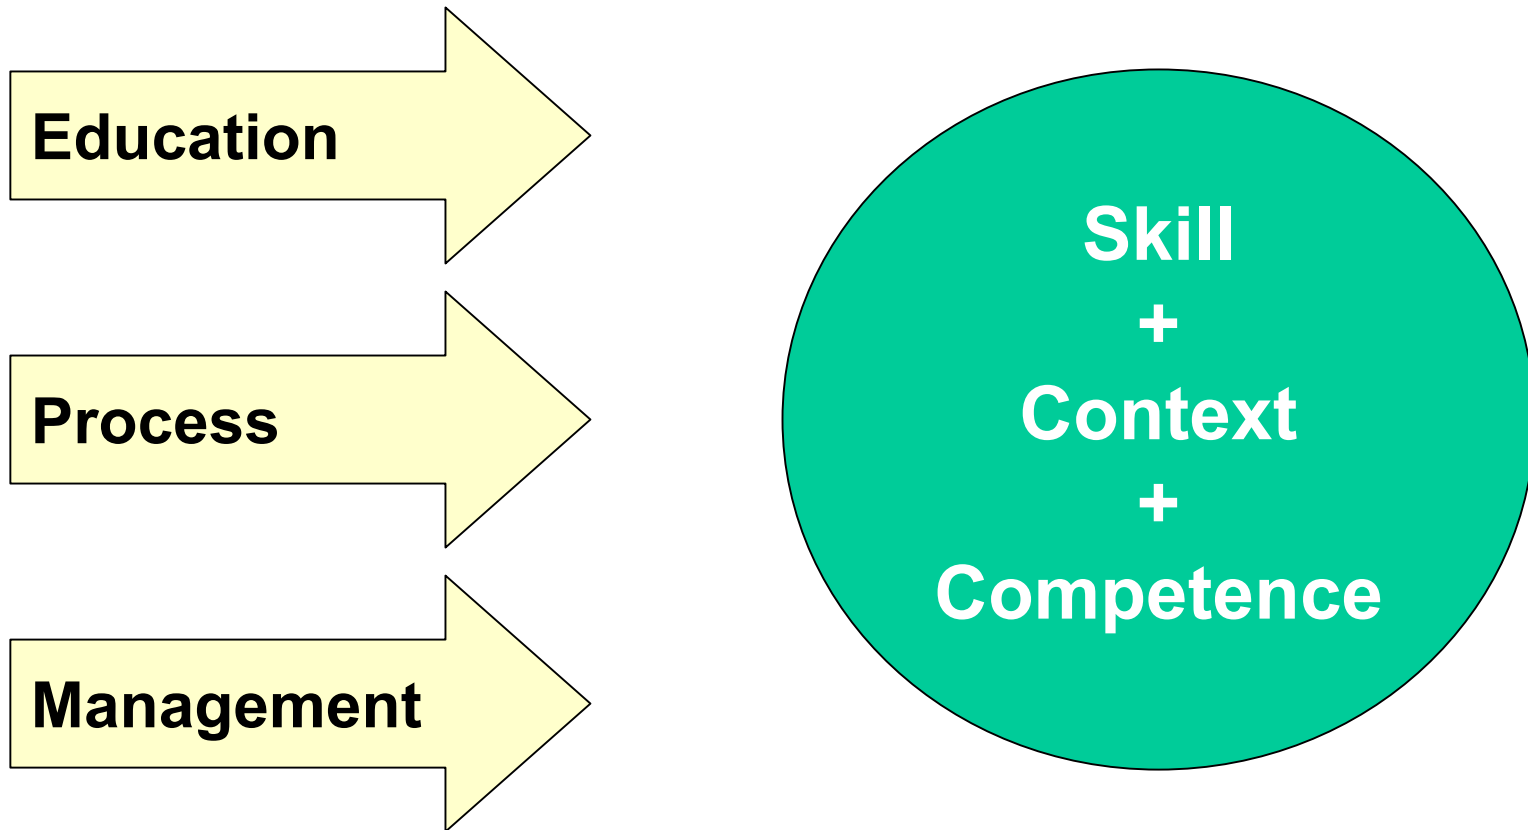 Education
Process
Management
Skill
+
Context
+
Competence